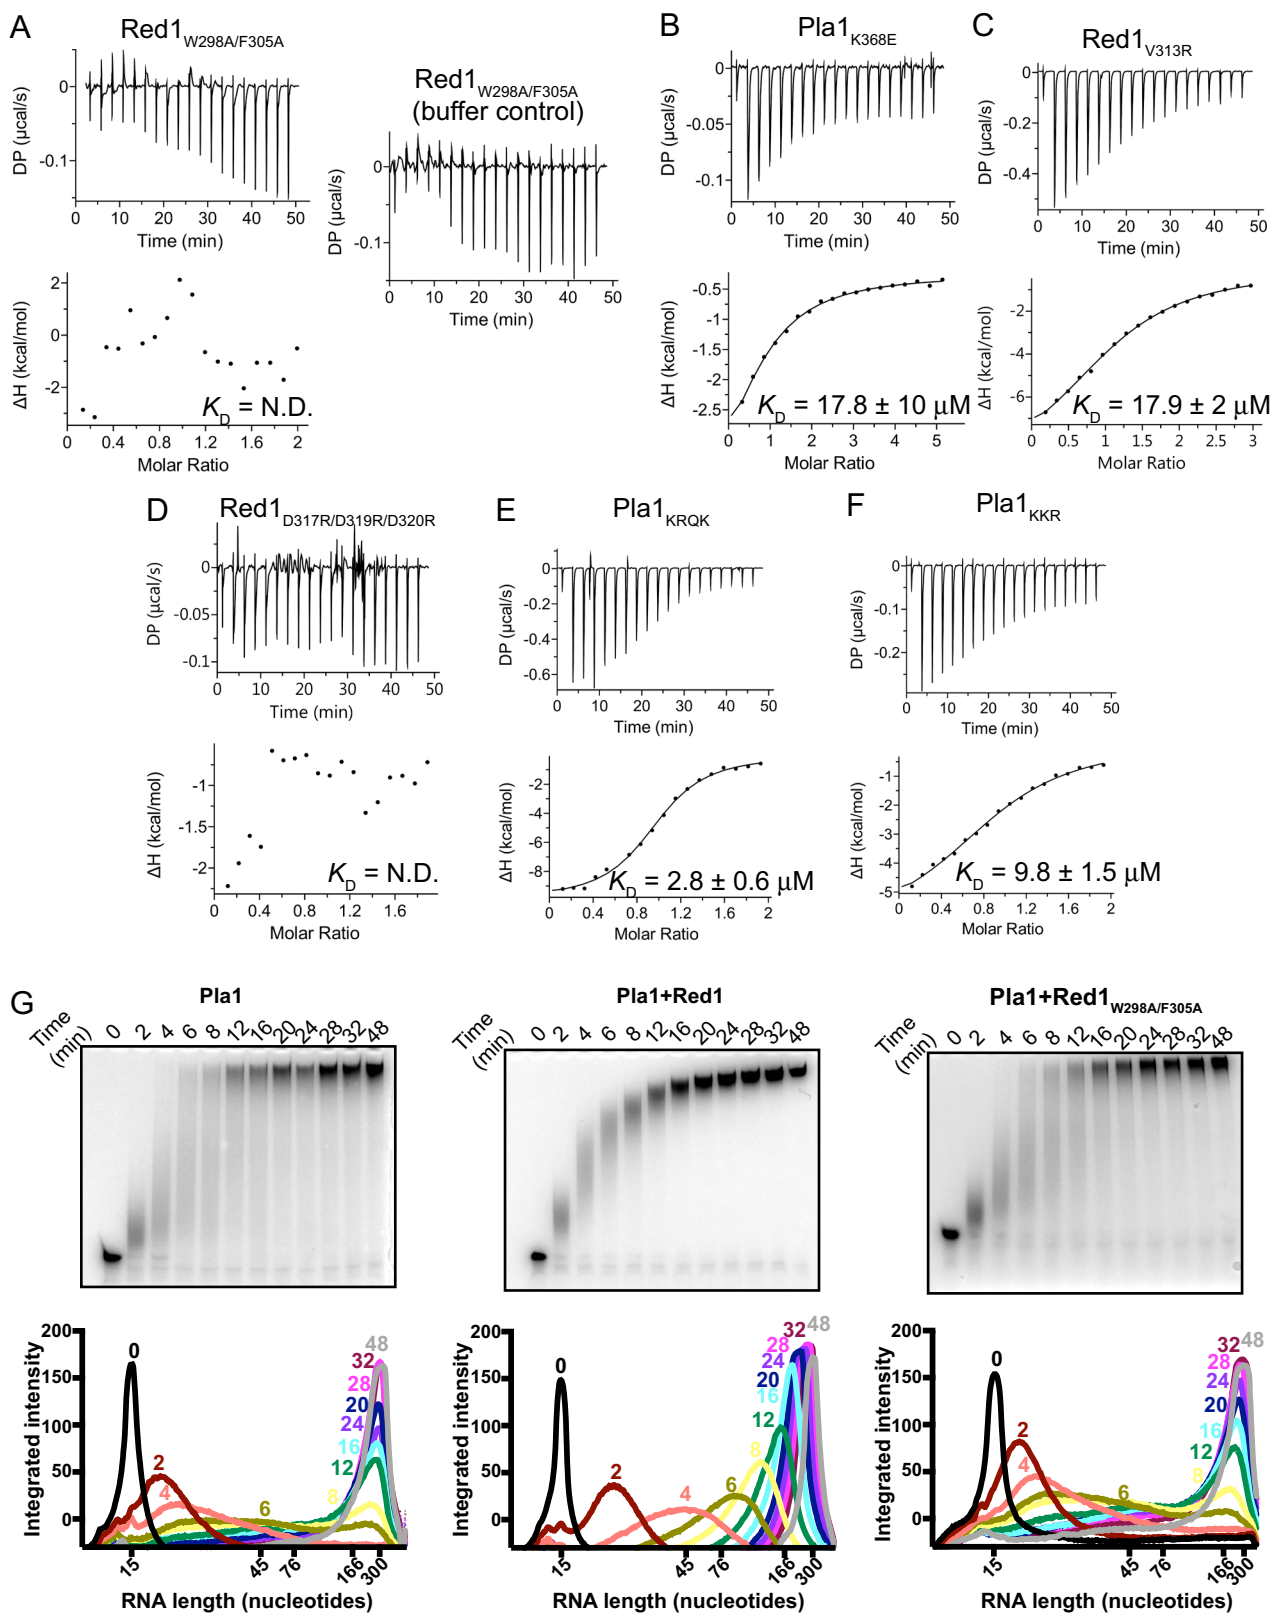 A
Red1W298A/F305A
DP (µcal/s)
0
-0.1
0 10 20 30 40 50
Time (min)
ΔH (kcal/mol)
2
0
-2
KD = N.D.
0 0.4 0.8 1.2 1.6 2
Molar Ratio
Red1W298A/F305A
(buffer control)
DP (µcal/s)
0
-0.1
0 10 20 30 40 50
Time (min)
B
Pla1K368E
DP (µcal/s)
0
-0.05
-0.1
0 10 20 30 40 50
Time (min)
ΔH (kcal/mol)
-0.5
-1
-1.5
-2
-2.5
KD = 17.8 ± 10 µM
0 1 2 3 4 5
Molar Ratio
C
Red1V313R
DP (µcal/s)
0
-0.2
-0.4
0 10 20 30 40 50
Time (min)
ΔH (kcal/mol)
-2
-4
-6
KD = 17.9 ± 2 µM
0 0.5 1 1.5 2 2.5 3
Molar Ratio
D
Red1D317R/D319R/D320R
DP (µcal/s)
0
-0.05
-0.1
0 10 20 30 40 50
Time (min)
ΔH (kcal/mol)
-1
-1.5
-2
KD = N.D.
0 0.4 0.8 1.2 1.6
Molar Ratio
E
Pla1KRQK
DP (µcal/s)
0
-0.2
-0.4
-0.6
0 10 20 30 40 50
Time (min)
ΔH (kcal/mol)
-2
-4
-6
-8
KD = 2.8 ± 0.6 µM
0 0.4 0.8 1.2 1.6 2
Molar Ratio
F
Pla1KKR
DP (µcal/s)
0
-0.1
-0.2
0 10 20 30 40 50
Time (min)
ΔH (kcal/mol)
-1
-2
-3
-4
-5
KD = 9.8 ± 1.5 µM
0 0.4 0.8 1.2 1.6 2
Molar Ratio
G
Pla1
Time (min)
0 2 4 6 8 12 16 20 24 28 32 48
Integrated intensity
200
150
100
50
0
0
2
4
6
8
12
16
24
20
28
32
48
15 45 76 166 300
RNA length (nucleotides)
Pla1+Red1
Time (min)
0 2 4 6 8 12 16 20 24 28 32 48
Integrated intensity
200
150
100
50
0
0
2
4
6
8
12
16
20
24
28
32
48
15 45 76 166 300
RNA length (nucleotides)
Pla1+Red1W298A/F305A
Time (min)
0 2 4 6 8 12 16 20 24 28 32 48
Integrated intensity
200
150
100
50
0
0
2
4
6
8
12
16
20
24
28
32
48
15 45 76 166 300
RNA length (nucleotides)